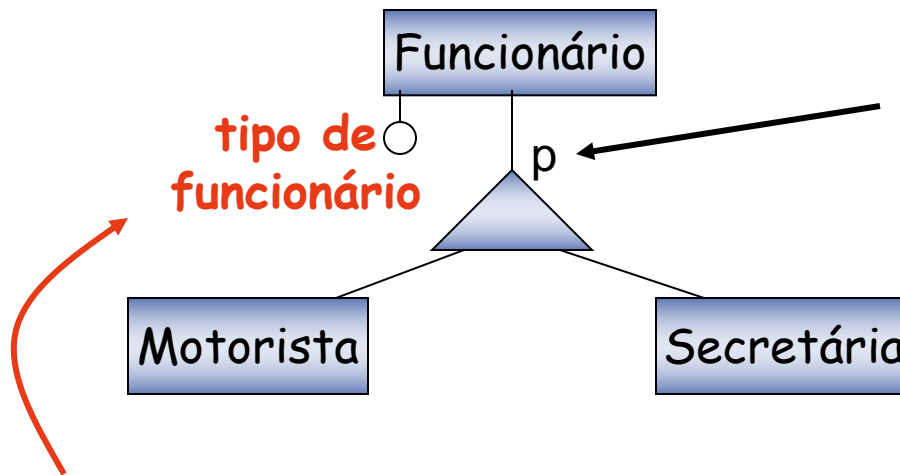 Funcionário
tipo de
funcionário
p
Motorista
Secretária